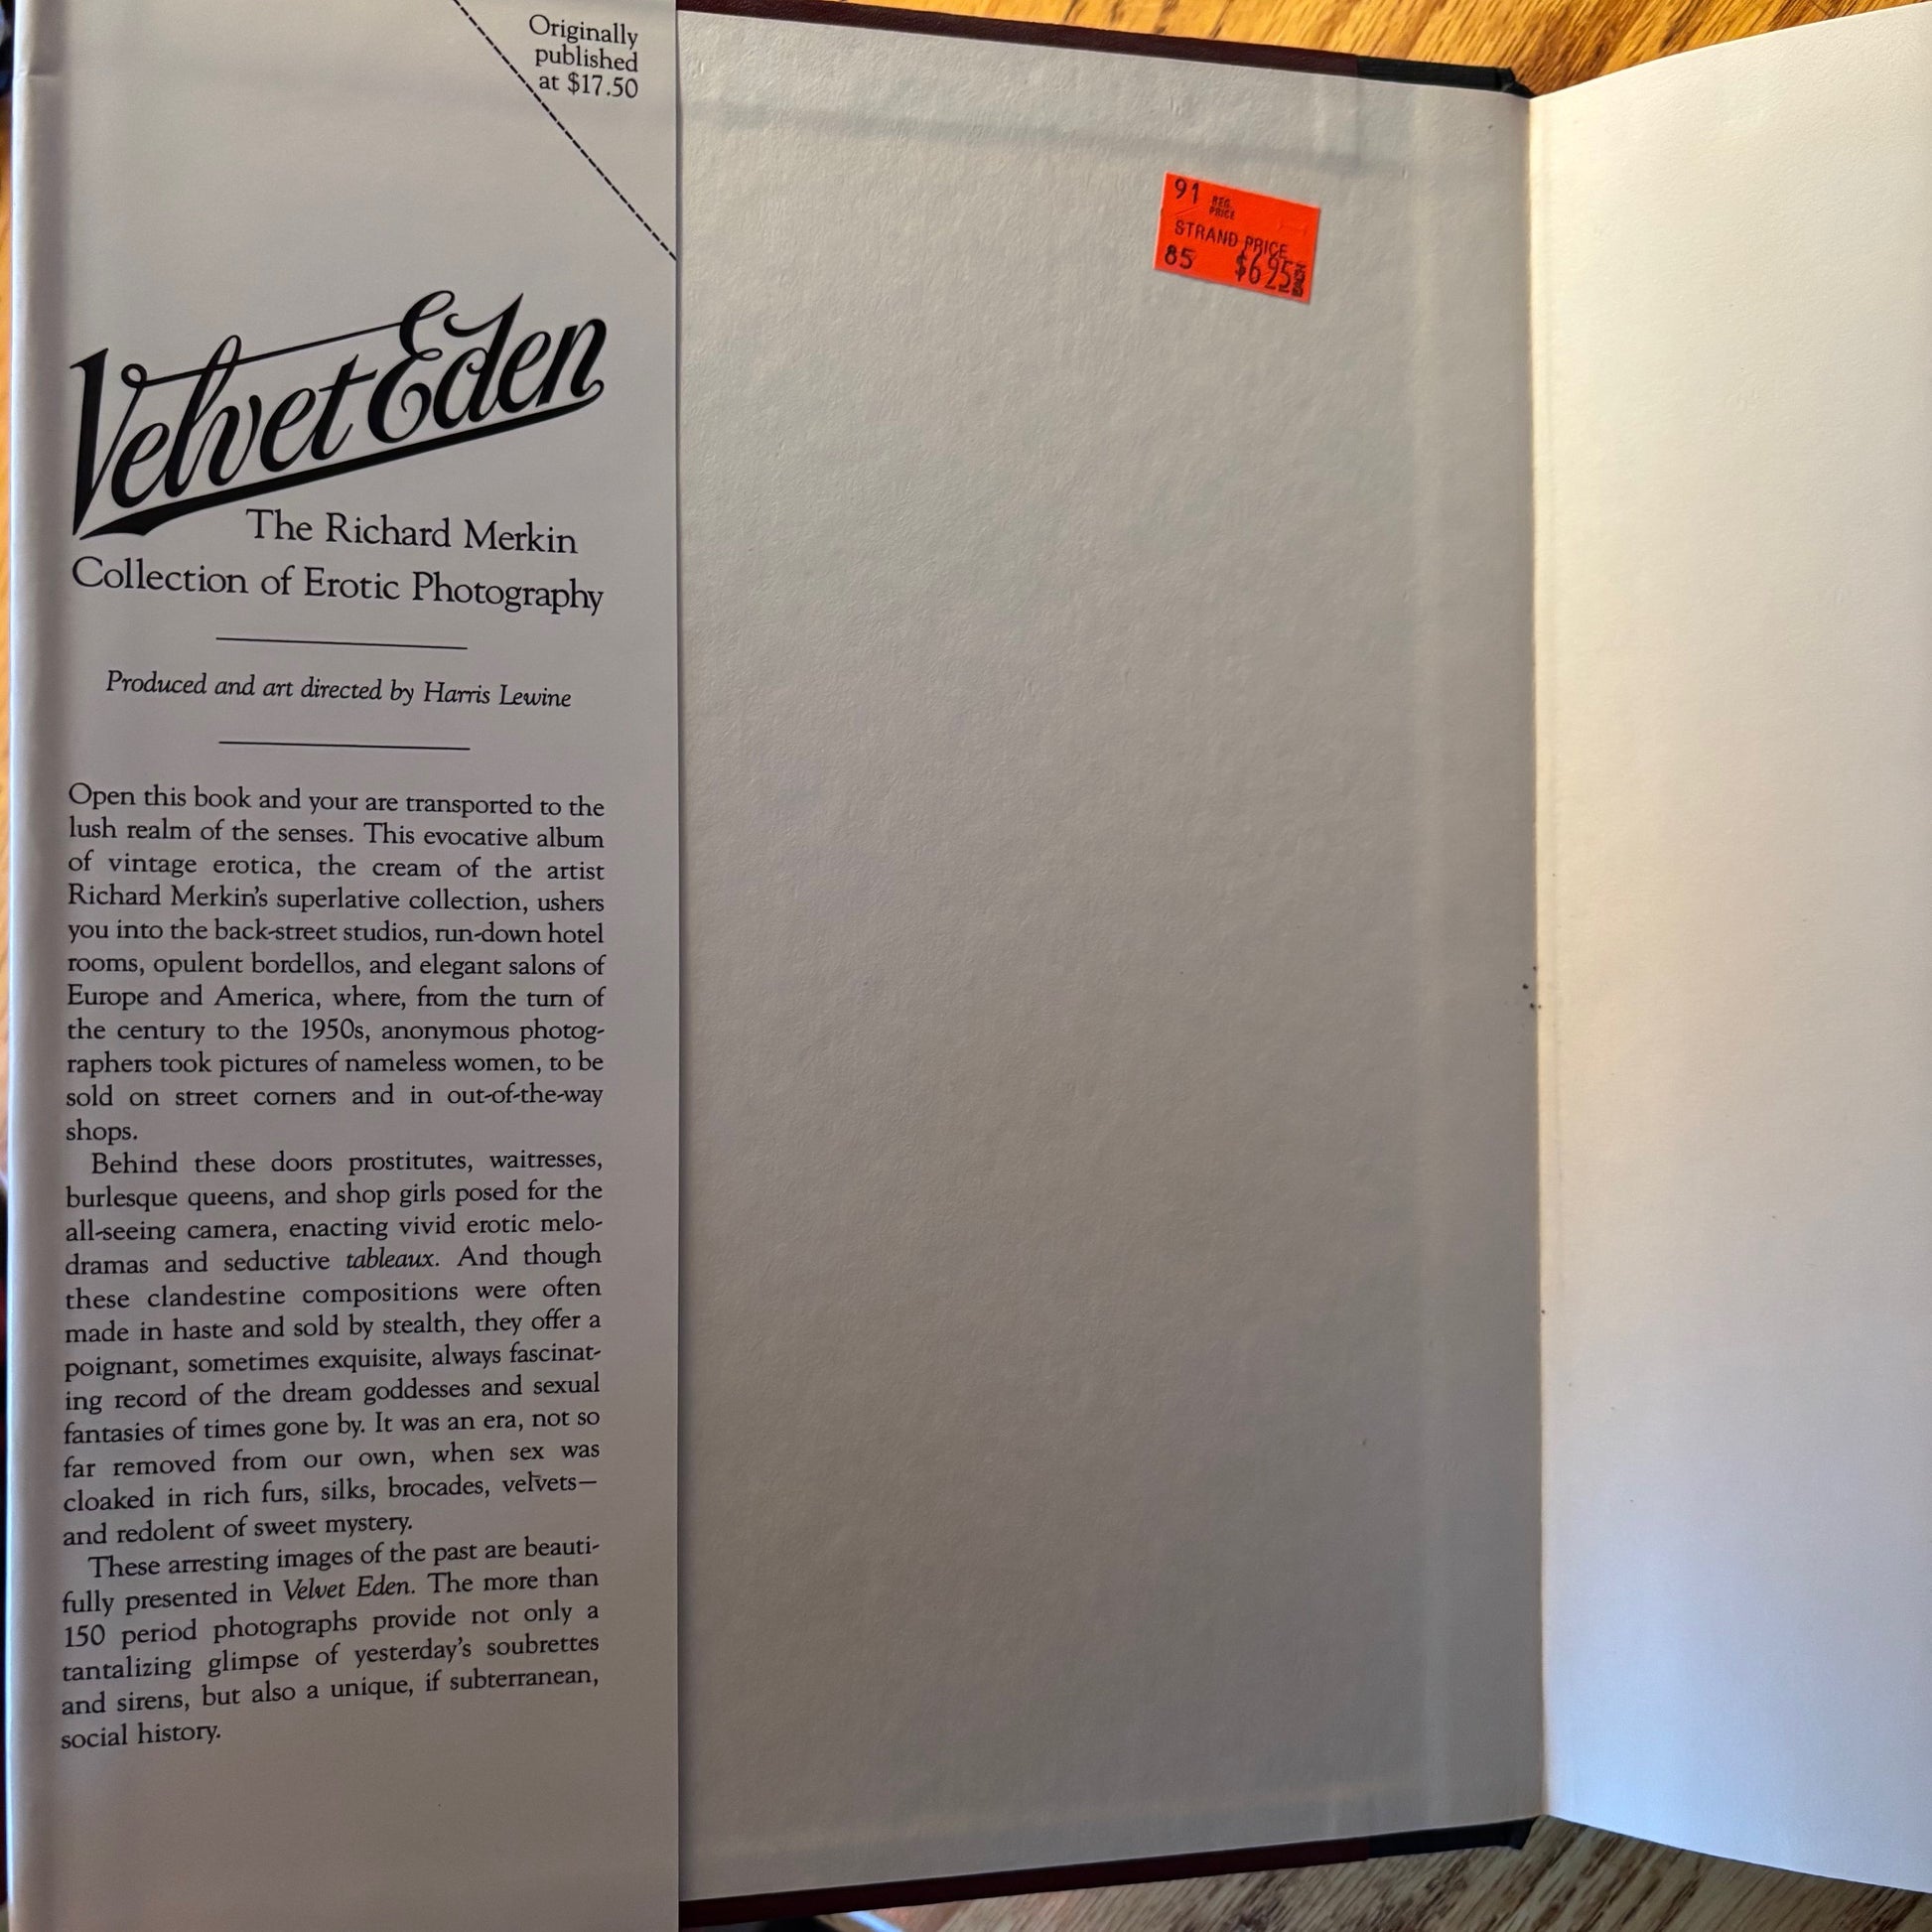 Originally
published
at $17.50
Velvet Eden
The Richard Merkin
Collection of Erotic Photography
Produced and art directed by Harris Lewine
Open this book and your are transported to the
lush realm of the senses. This evocative album
of vintage erotica, the cream of the artist
Richard Merkin's superlative collection, ushers
you into the back-street studios, run-down hotel
rooms, opulent bordellos, and elegant salons of
Europe and America, where, from the turn of
the century to the 1950s, anonymous photog-
raphers took pictures of nameless women, to be
sold on street corners and in out-of-the-way
shops.
Behind these doors prostitutes, waitresses,
burlesque queens, and shop girls posed for the
all-seeing camera, enacting vivid erotic melo-
dramas and seductive tableaux. And though
these clandestine compositions were often
made in haste and sold by stealth, they offer a
poignant, sometimes exquisite, always fascinat-
ing record of the dream goddesses and sexual
fantasies of times gone by. It was an era, not so
far removed from our own, when sex was
cloaked in rich furs, silks, brocades, velvets—
and redolent of sweet mystery.
These arresting images of the past are beauti-
fully presented in Velvet Eden. The more than
150 period photographs provide not only a
tantalizing glimpse of yesterday's soubrettes
and sirens, but also a unique, if subterranean,
social history.
91 REG. PRICE
STRAND PRICE
85 $6.95